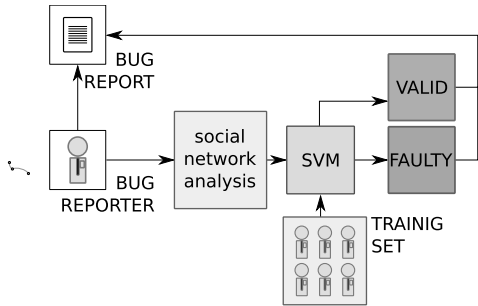 BUG
REPORT
VALID
social
network
analysis
SVM
FAULTY
BUG
REPORTER
TRAINIG
SET